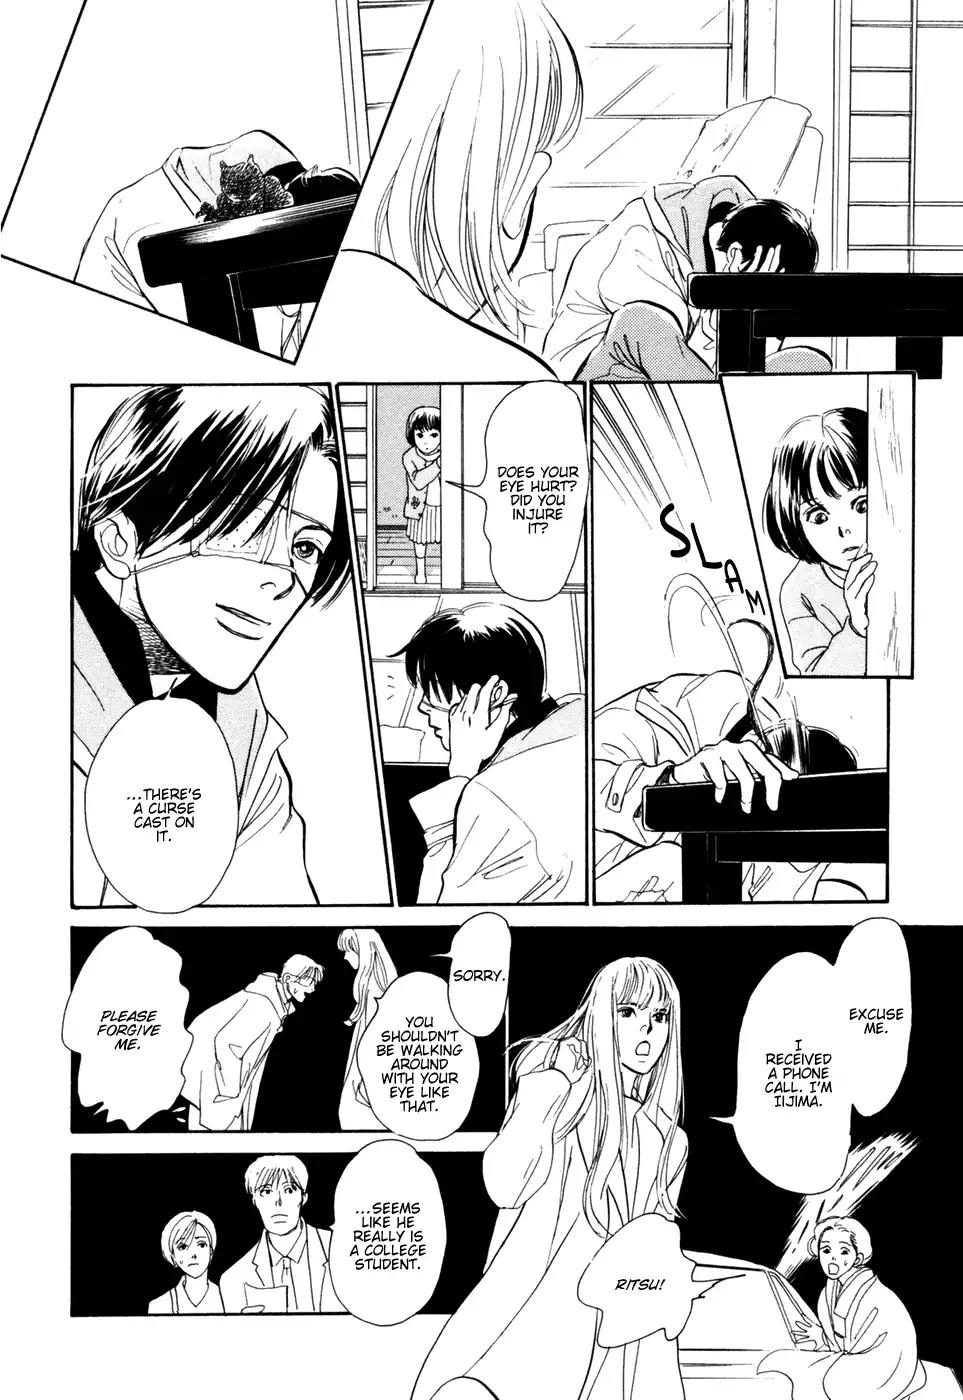 SLAM
DOES YOUR
EYE HURT?
DID YOU
INJURE
IT?
...THERE'S
A CURSE
CAST ON
IT.
EXCUSE
ME.
I
RECEIVED
A PHONE
CALL. I'M
IIJIMA.
RITSU!
SORRY.
YOU
SHOULDN'T
BE WALKING
AROUND
WITH YOUR
EYE LIKE
THAT.
PLEASE
FORGIVE
ME.
...SEEMS
LIKE HE
REALLY IS
A COLLEGE
STUDENT.